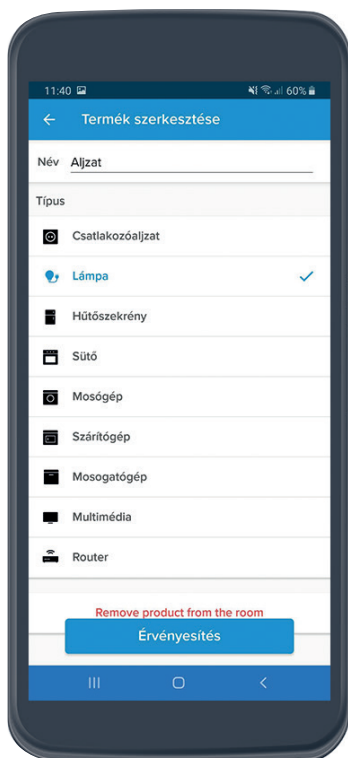 11:40 60%
Termék szerkesztése
Név Aljzat
Típus
Csatlakozóaljzat
Lámpa
Hűtőszekrény
Sütő
Mosógép
Szárítógép
Mosogatógép
Multimédia
Router
Remove product from the room
Érvényesítés